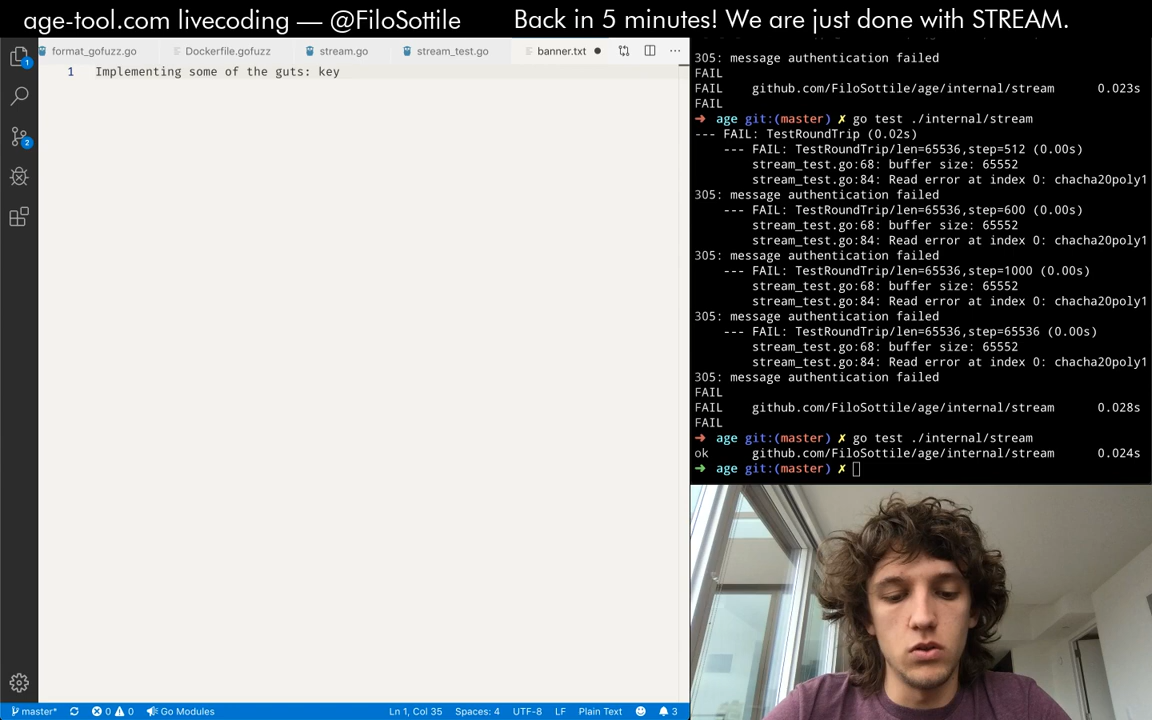 age-tool.com livecoding — @FiloSottile
Back in 5 minutes! We are just done with STREAM.
format_gofuzz.go
Dockerfile.gofuzz
stream.go
stream_test.go
banner.txt
1 Implementing some of the guts: key
305: message authentication failed
FAIL
FAIL github.com/FiloSottile/age/internal/stream 0.023s
FAIL
➜ age git:(master) ✗ go test ./internal/stream
--- FAIL: TestRoundTrip (0.02s)
--- FAIL: TestRoundTrip/len=65536,step=512 (0.00s)
stream_test.go:68: buffer size: 65552
stream_test.go:84: Read error at index 0: chacha20poly1
305: message authentication failed
--- FAIL: TestRoundTrip/len=65536,step=600 (0.00s)
stream_test.go:68: buffer size: 65552
stream_test.go:84: Read error at index 0: chacha20poly1
305: message authentication failed
--- FAIL: TestRoundTrip/len=65536,step=1000 (0.00s)
stream_test.go:68: buffer size: 65552
stream_test.go:84: Read error at index 0: chacha20poly1
305: message authentication failed
--- FAIL: TestRoundTrip/len=65536,step=65536 (0.00s)
stream_test.go:68: buffer size: 65552
stream_test.go:84: Read error at index 0: chacha20poly1
305: message authentication failed
FAIL
FAIL github.com/FiloSottile/age/internal/stream 0.028s
FAIL
➜ age git:(master) ✗ go test ./internal/stream
ok github.com/FiloSottile/age/internal/stream 0.024s
➜ age git:(master) ✗
1
2
master* 0 0 Go Modules Ln 1, Col 35 Spaces: 4 UTF-8 LF Plain Text 3